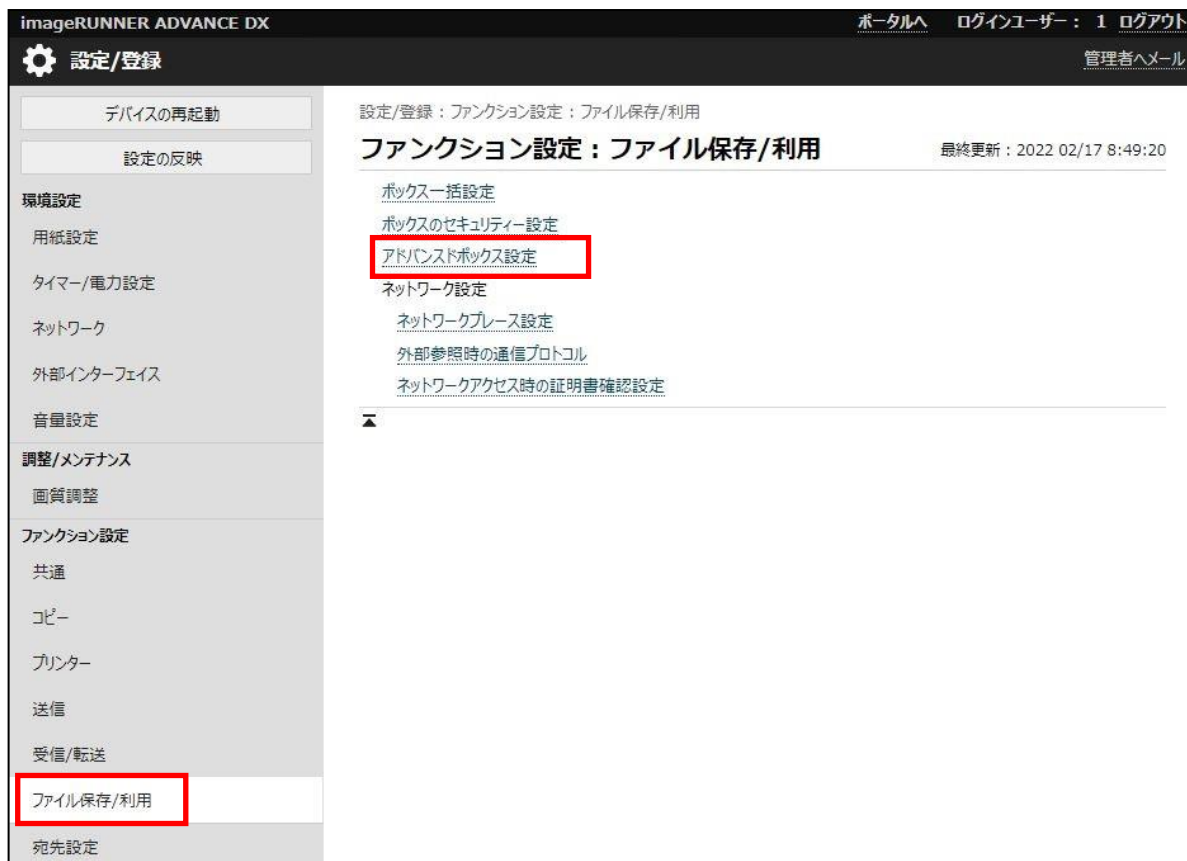 imageRUNNER ADVANCE DX
ポータルへ ログインユーザー： 1 ログアウト
設定/登録
管理者へメール
デバイスの再起動
設定の反映
環境設定
用紙設定
タイマー/電力設定
ネットワーク
外部インターフェイス
音量設定
調整/メンテナンス
画質調整
ファンクション設定
共通
コピー
プリンター
送信
受信/転送
ファイル保存/利用
宛先設定
設定/登録：ファンクション設定：ファイル保存/利用
ファンクション設定：ファイル保存/利用
最終更新：2022 02/17 8:49:20
ボックス一括設定
ボックスのセキュリティー設定
アドバンスドボックス設定
ネットワーク設定
ネットワークプレース設定
外部参照時の通信プロトコル
ネットワークアクセス時の証明書確認設定